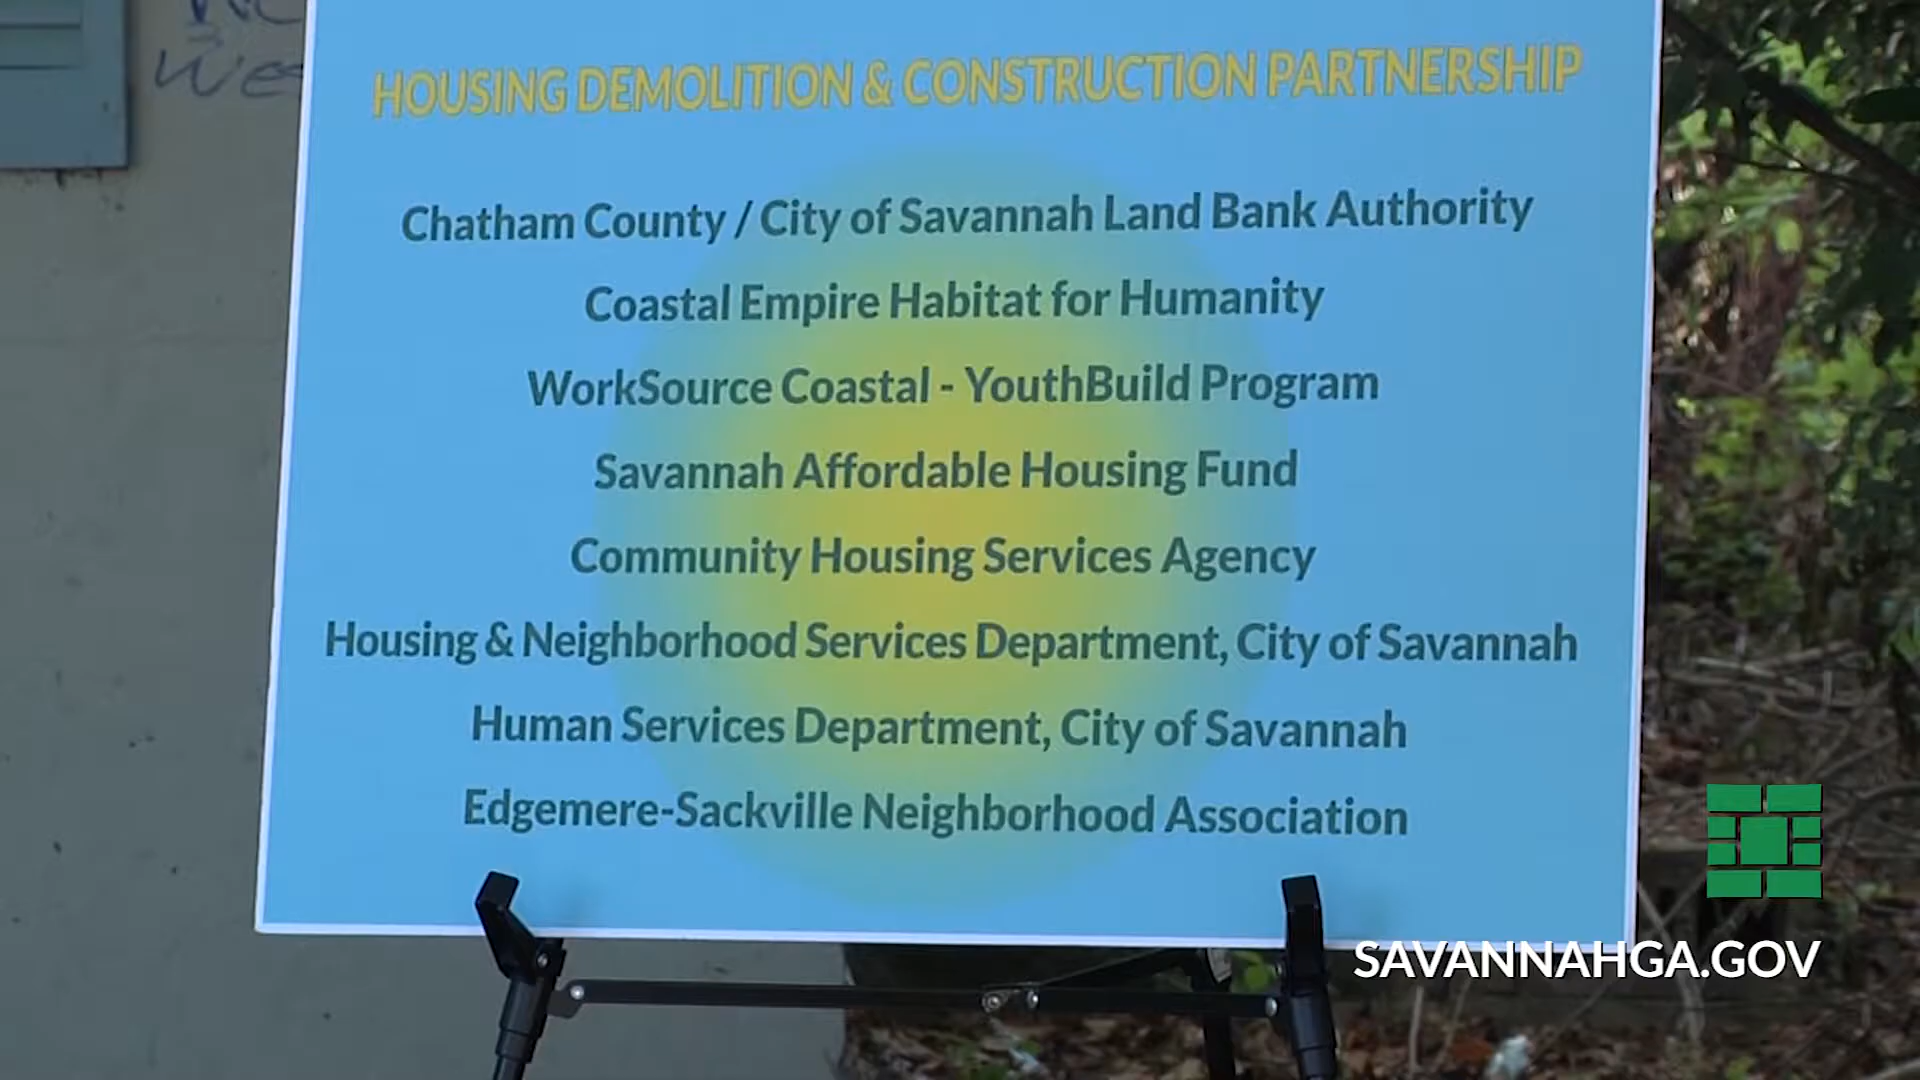 HOUSING DEMOLITION & CONSTRUCTION PARTNERSHIP
Chatham County / City of Savannah Land Bank Authority
Coastal Empire Habitat for Humanity
WorkSource Coastal - YouthBuild Program
Savannah Affordable Housing Fund
Community Housing Services Agency
Housing & Neighborhood Services Department, City of Savannah
Human Services Department, City of Savannah
Edgemere-Sackville Neighborhood Association
SAVANNAHGA.GOV